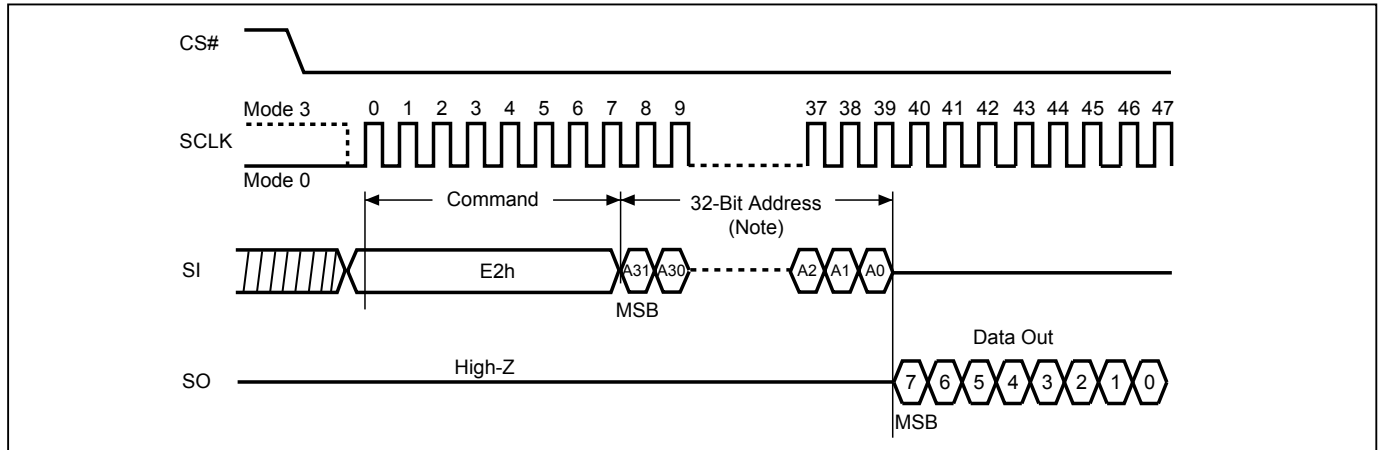 CS#
Mode 3
0 1 2 3 4 5 6 7 8 9 37 38 39 40 41 42 43 44 45 46 47
SCLK
Mode 0
Command
32-Bit Address
(Note)
SI
E2h
A31 A30 A2 A1 A0
MSB
Data Out
High-Z
SO
7 6 5 4 3 2 1 0
MSB